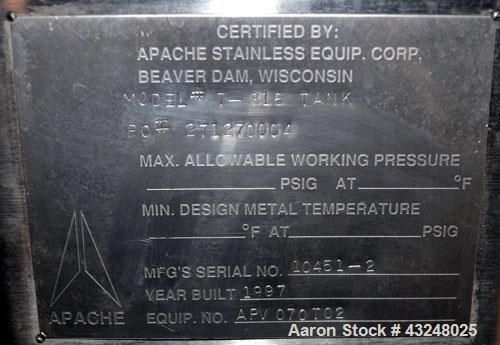 CERTIFIED BY:
APACHE STAINLESS EQUIP. CORP.
BEAVER DAM, WISCONSIN
MODEL# T-316 TANK
PO# 271270004
MAX. ALLOWABLE WORKING PRESSURE
PSIG AT °F
MIN. DESIGN METAL TEMPERATURE
°F AT PSIG
MFG'S SERIAL NO. 10451-2
YEAR BUILT 1997
EQUIP. NO. APV 070T02
APACHE
Aaron Stock # 43248025